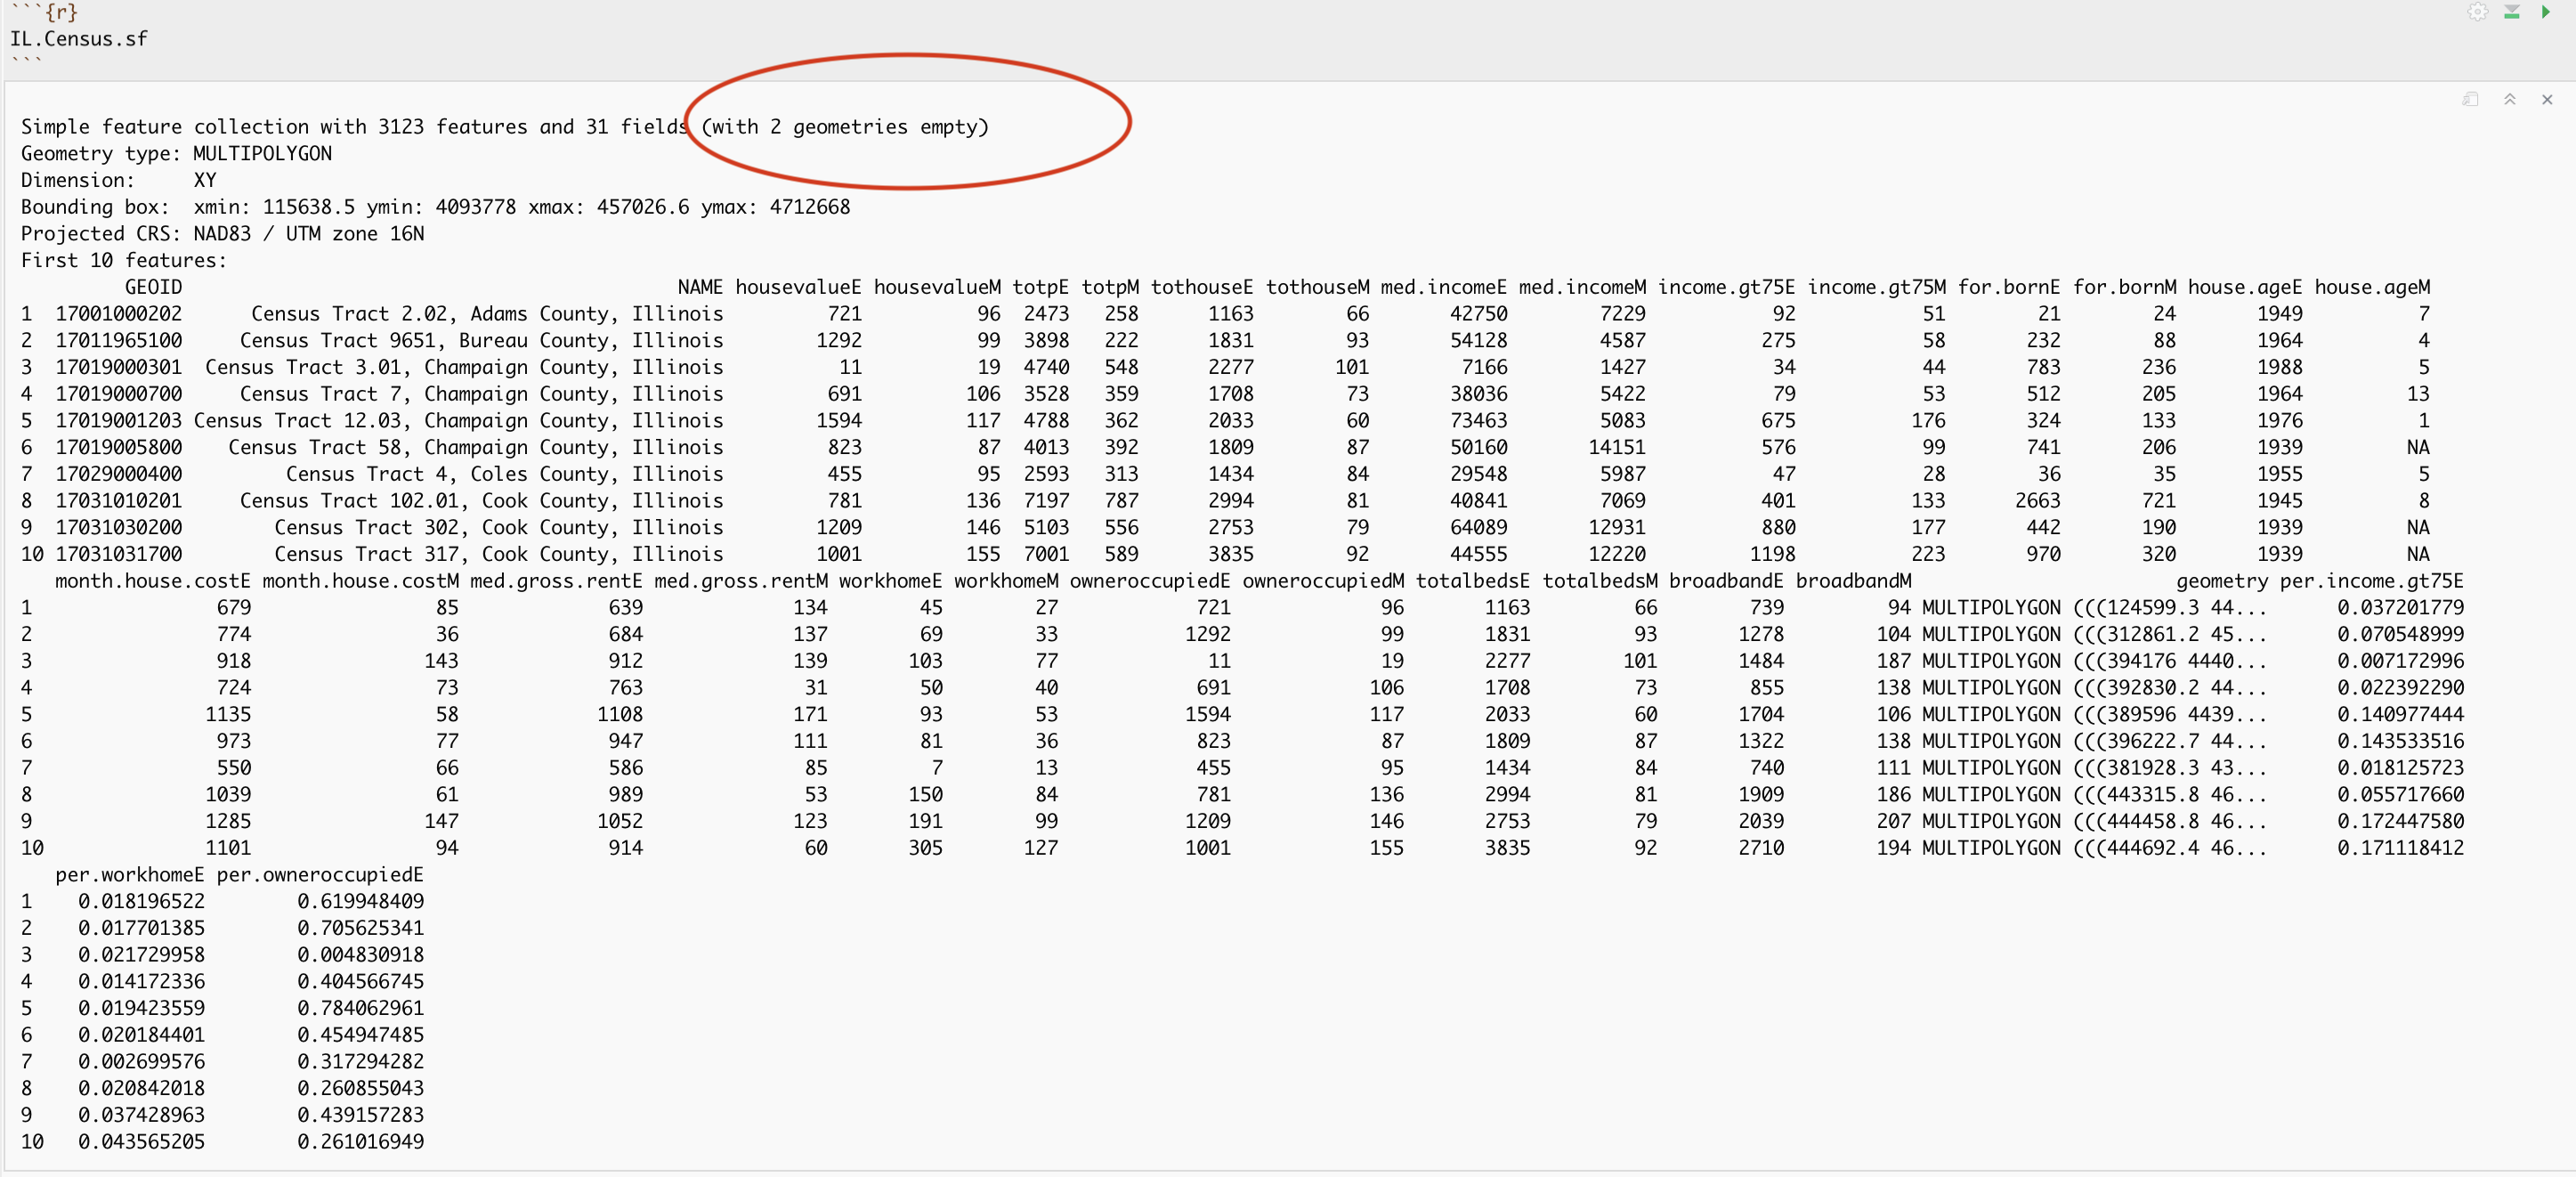 ```{r}
IL.Census.sf
```
Simple feature collection with 3123 features and 31 fields (with 2 geometries empty)
Geometry type: MULTIPOLYGON
Dimension:     XY
Bounding box:  xmin: 115638.5 ymin: 4093778 xmax: 457026.6 ymax: 4712668
Projected CRS: NAD83 / UTM zone 16N
First 10 features:
GEOID NAME housevalueE housevalueM totpE totpM tothouseE tothouseM med.incomeE med.incomeM income.gt75E income.gt75M for.bornE for.bornM house.ageE house.ageM
1 17001000202 Census Tract 2.02, Adams County, Illinois 721 96 2473 258 1163 66 42750 7229 92 51 21 24 1949 7
2 17011965100 Census Tract 9651, Bureau County, Illinois 1292 99 3898 222 1831 93 54128 4587 275 58 232 88 1964 4
3 17019000301 Census Tract 3.01, Champaign County, Illinois 11 19 4740 548 2277 101 7166 1427 34 44 783 236 1988 5
4 17019000700 Census Tract 7, Champaign County, Illinois 691 106 3528 359 1708 73 38036 5422 79 53 512 205 1964 13
5 17019001203 Census Tract 12.03, Champaign County, Illinois 1594 117 4788 362 2033 60 73463 5083 675 176 324 133 1976 1
6 17019005800 Census Tract 58, Champaign County, Illinois 823 87 4013 392 1809 87 50160 14151 576 99 741 206 1939 NA
7 17029000400 Census Tract 4, Coles County, Illinois 455 95 2593 313 1434 84 29548 5987 47 28 36 35 1955 5
8 17031010201 Census Tract 102.01, Cook County, Illinois 781 136 7197 787 2994 81 40841 7069 401 133 2663 721 1945 8
9 17031030200 Census Tract 302, Cook County, Illinois 1209 146 5103 556 2753 79 64089 12931 880 177 442 190 1939 NA
10 17031031700 Census Tract 317, Cook County, Illinois 1001 155 7001 589 3835 92 44555 12220 1198 223 970 320 1939 NA
month.house.costE month.house.costM med.gross.rentE med.gross.rentM workhomeE workhomeM owneroccupiedE owneroccupiedM totalbedsE totalbedsM broadbandE broadbandM geometry per.income.gt75E
1 679 85 639 134 45 27 721 96 1163 66 739 94 MULTIPOLYGON (((124599.3 44... 0.037201779
2 774 36 684 137 69 33 1292 99 1831 93 1278 104 MULTIPOLYGON (((312861.2 45... 0.070548999
3 918 143 912 139 103 77 11 19 2277 101 1484 187 MULTIPOLYGON (((394176 4440... 0.007172996
4 724 73 763 31 50 40 691 106 1708 73 855 138 MULTIPOLYGON (((392830.2 44... 0.022392290
5 1135 58 1108 171 93 53 1594 117 2033 60 1704 106 MULTIPOLYGON (((389596 4439... 0.140977444
6 973 77 947 111 81 36 823 87 1809 87 1322 138 MULTIPOLYGON (((396222.7 44... 0.143533516
7 550 66 586 85 7 13 455 95 1434 84 740 111 MULTIPOLYGON (((381928.3 43... 0.018125723
8 1039 61 989 53 150 84 781 136 2994 81 1909 186 MULTIPOLYGON (((443315.8 46... 0.055717660
9 1285 147 1052 123 191 99 1209 146 2753 79 2039 207 MULTIPOLYGON (((444458.8 46... 0.172447580
10 1101 94 914 60 305 127 1001 155 3835 92 2710 194 MULTIPOLYGON (((444692.4 46... 0.171118412
per.workhomeE per.owneroccupiedE
1 0.018196522 0.619948409
2 0.017701385 0.705625341
3 0.021729958 0.004830918
4 0.014172336 0.404566745
5 0.019423559 0.784062961
6 0.020184401 0.454947485
7 0.002699576 0.317294282
8 0.020842018 0.260855043
9 0.037428963 0.439157283
10 0.043565205 0.261016949